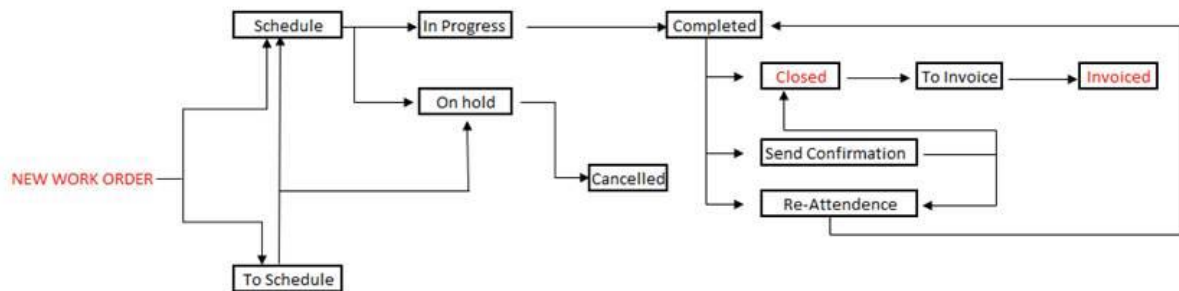 Schedule
In Progress
Completed
Closed
To Invoice
Invoiced
On hold
Send Confirmation
NEW WORK ORDER
Cancelled
Re-Attendence
To Schedule